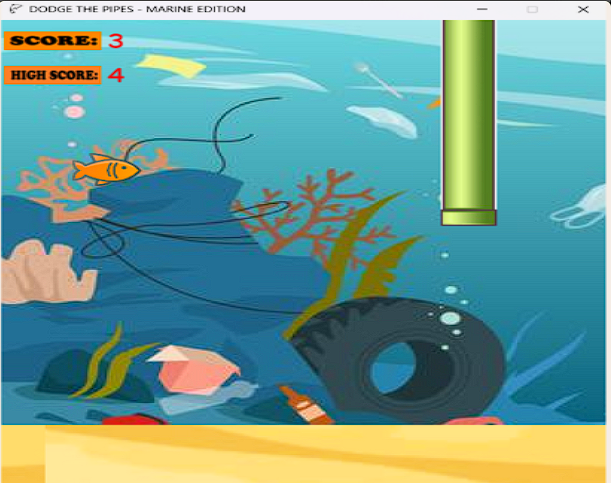 DODGE THE PIPES - MARINE EDITION
SCORE: 3
HIGH SCORE: 4